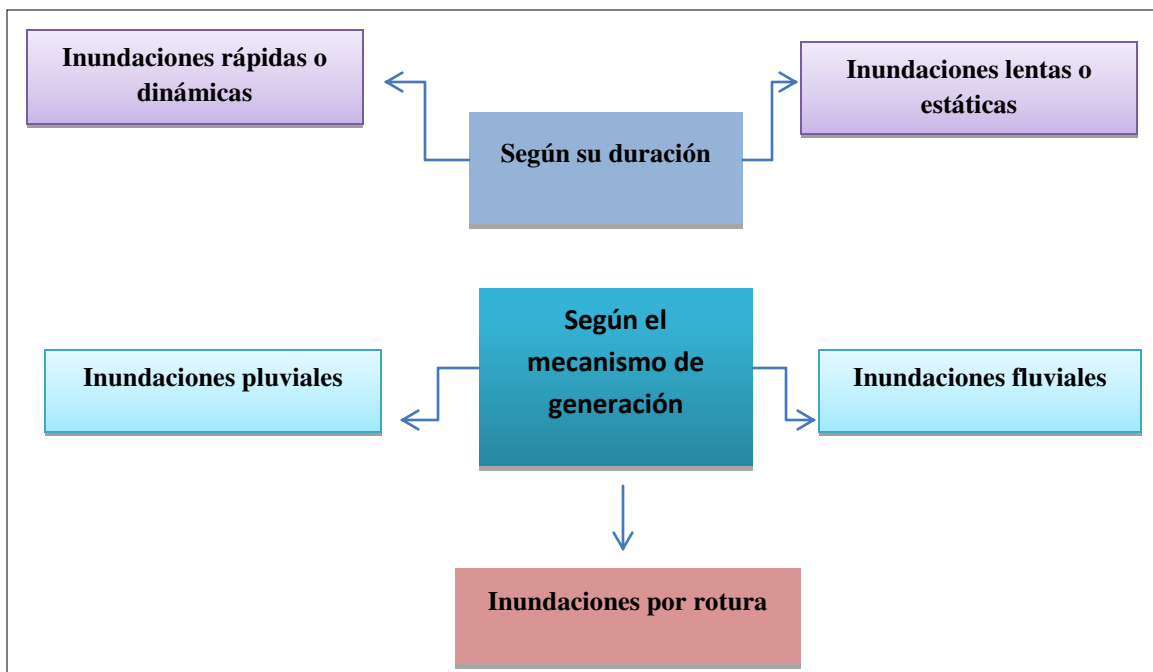 Inundaciones rápidas o
dinámicas
Inundaciones lentas o
estáticas
Según su duración
Según el
mecanismo de
generación
Inundaciones pluviales
Inundaciones fluviales
Inundaciones por rotura